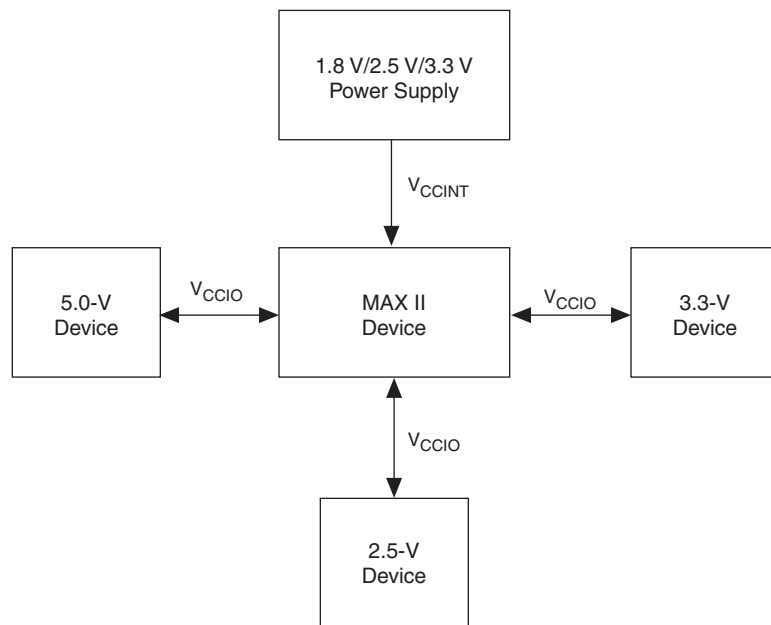 1.8 V/2.5 V/3.3 V
Power Supply
VCCINT
5.0-V
Device
VCCIO
MAX II
Device
VCCIO
3.3-V
Device
VCCIO
2.5-V
Device